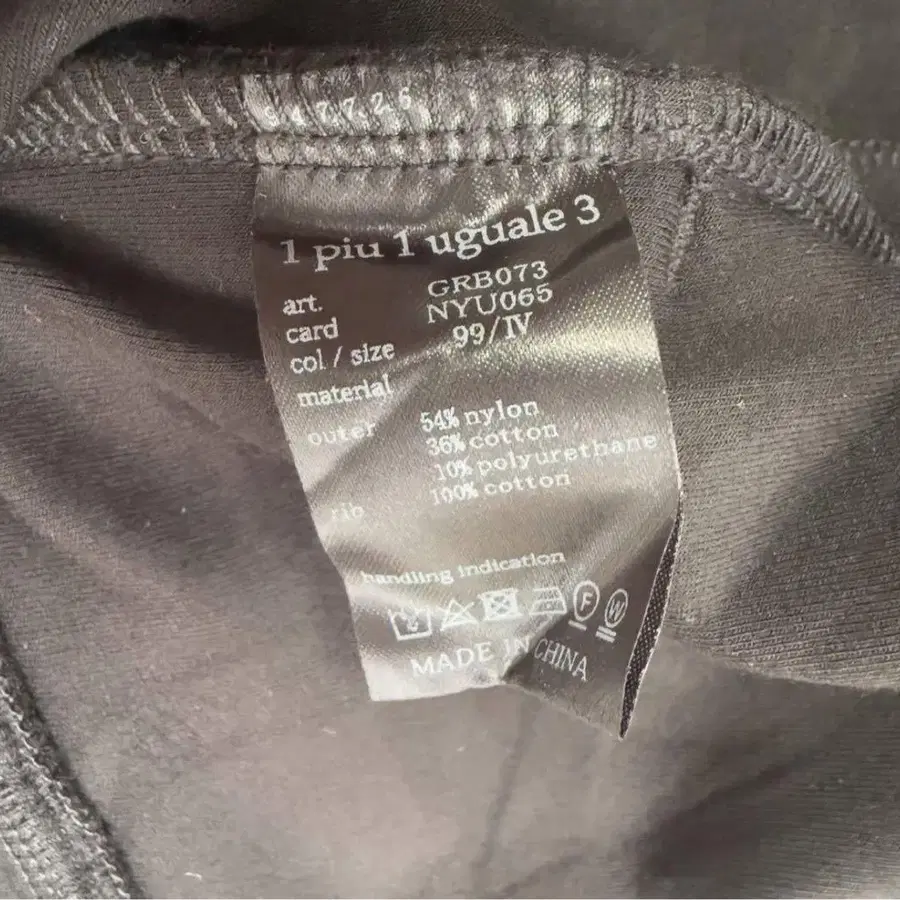 1 piu 1 uguale 3
art. GRB073
card NYU065
col / size 99/IV
material
outer 54% nylon
36% cotton
10% polyurethane
rib 100% cotton
handling indication
F W
MADE IN CHINA